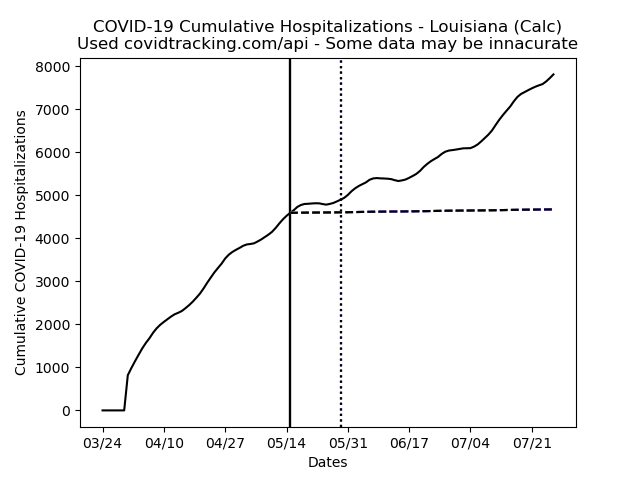 COVID-19 Cumulative Hospitalizations - Louisiana (Calc)
Used covidtracking.com/api - Some data may be innacurate
8000
7000
6000
5000
4000
3000
2000
1000
0
Cumulative COVID-19 Hospitalizations
03/24 04/10 04/27 05/14 05/31 06/17 07/04 07/21
Dates